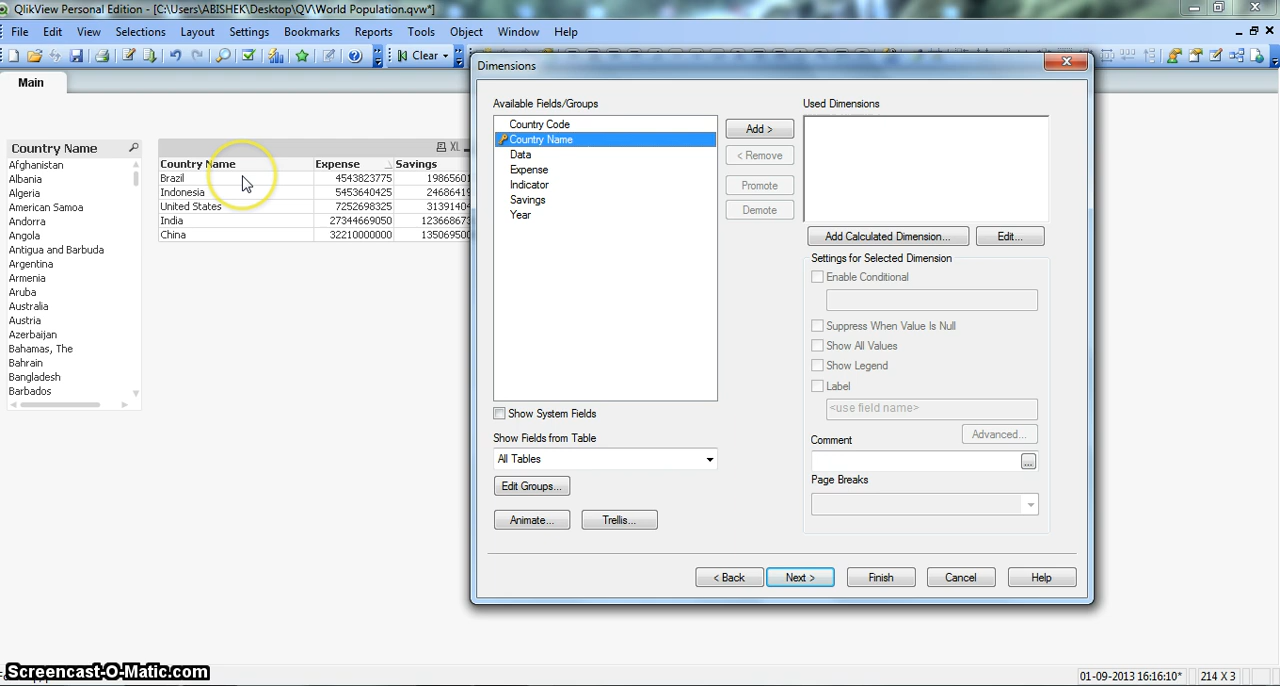 QlikView Personal Edition - [C:\Users\ABISHEK\Desktop\QV\World Population.qvw*]
File Edit View Selections Layout Settings Bookmarks Reports Tools Object Window Help
Clear
Main
Country Name
Afghanistan
Albania
Algeria
American Samoa
Andorra
Angola
Antigua and Barbuda
Argentina
Armenia
Aruba
Australia
Austria
Azerbaijan
Bahamas, The
Bahrain
Bangladesh
Barbados
XL
Country Name Expense Savings
Brazil 4543823775 19865601
Indonesia 5453640425 24686419
United States 7252698325 31391404
India 27344669050 123668673
China 32210000000 135069501
Dimensions
Available Fields/Groups
Country Code
Country Name
Data
Expense
Indicator
Savings
Year
Show System Fields
Show Fields from Table
All Tables
Edit Groups...
Animate... Trellis...
Add >
< Remove
Promote
Demote
Used Dimensions
Add Calculated Dimension... Edit...
Settings for Selected Dimension
Enable Conditional
Suppress When Value Is Null
Show All Values
Show Legend
Label
<use field name>
Advanced...
Comment
...
Page Breaks
< Back Next > Finish Cancel Help
Screencast-O-Matic.com
01-09-2013 16:16:10* 214 X 3